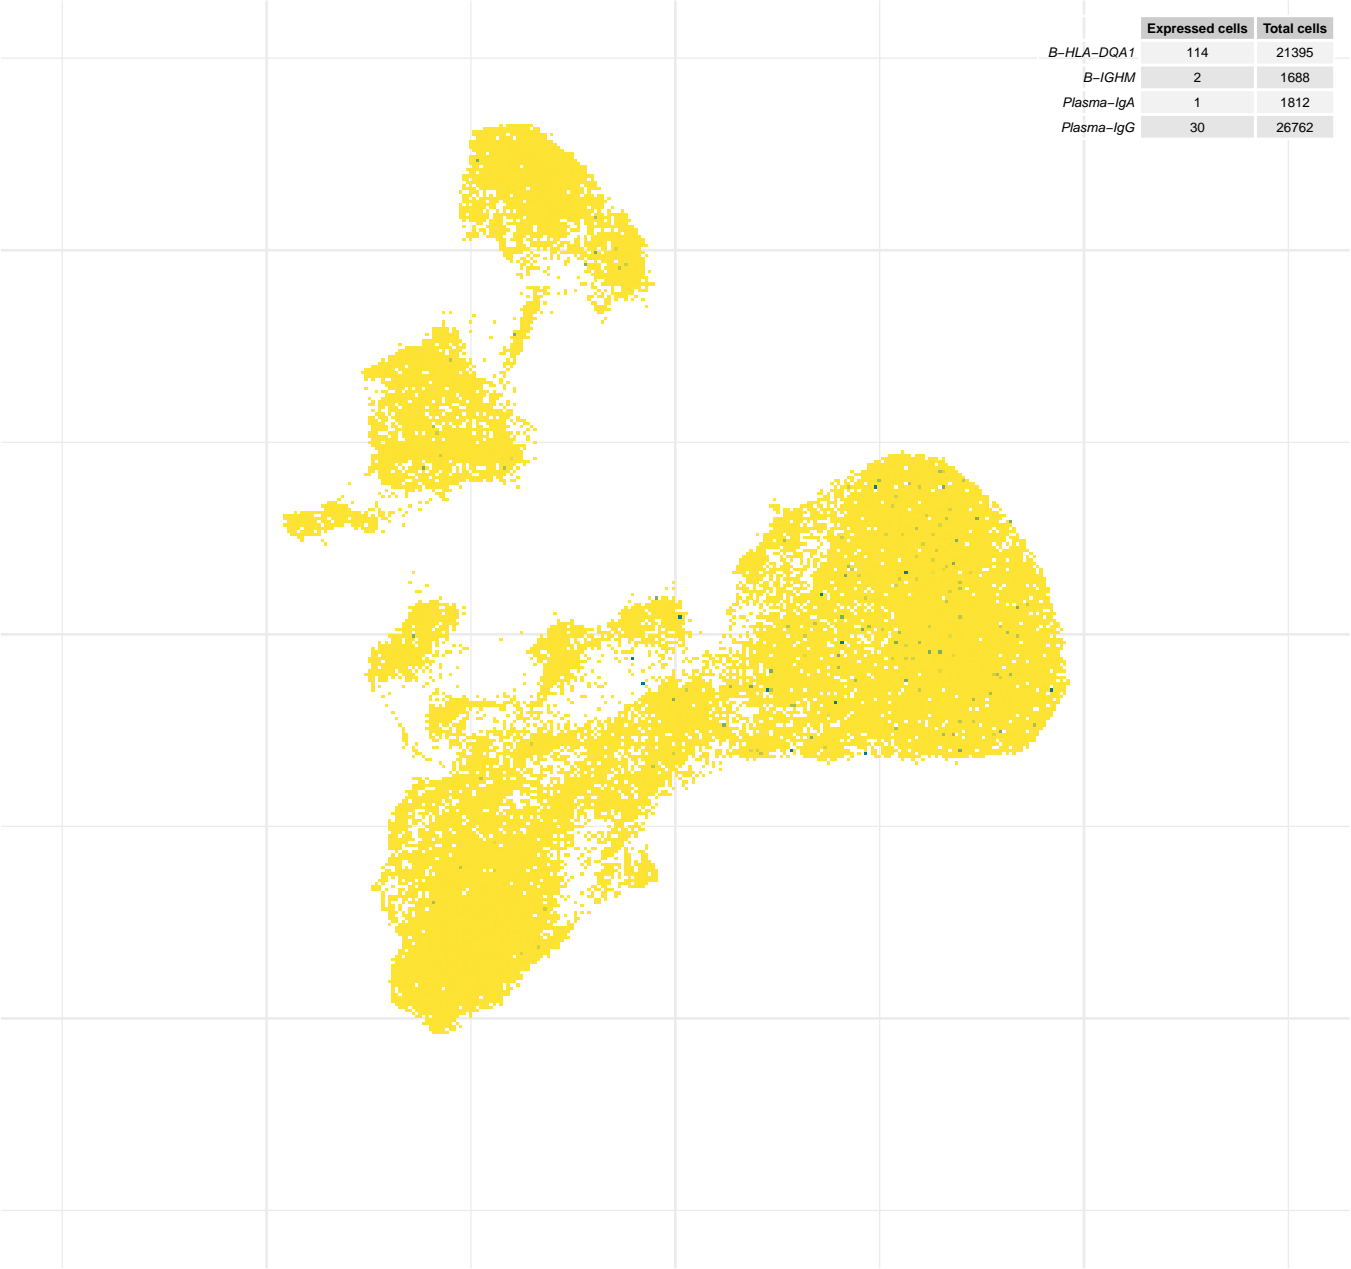 Expressed cells Total cells
B−HLA−DQA1 114 21395
B−IGHM 2 1688
Plasma−IgA 1 1812
Plasma−IgG 30 26762